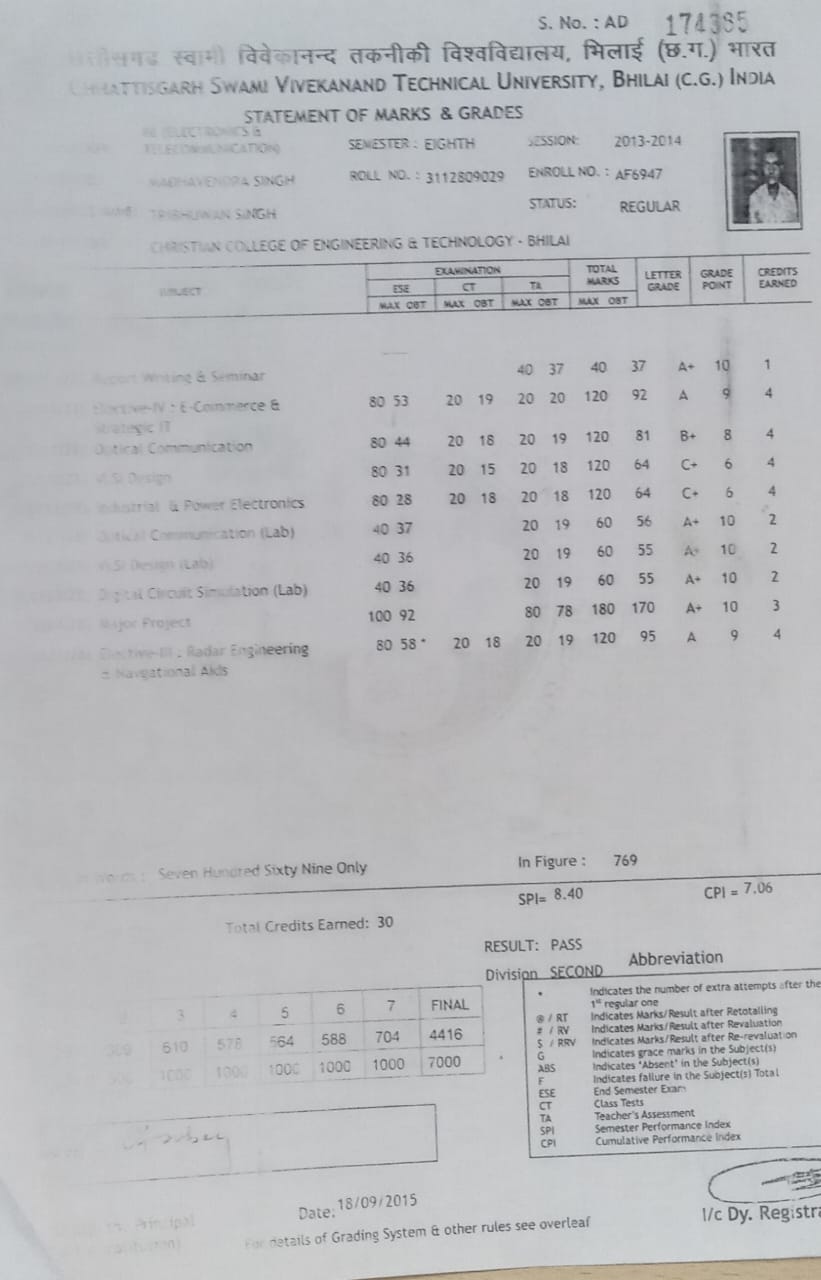 S. No. : AD 174385
स्वामी विवेकानन्द तकनीकी विश्वविद्यालय, भिलाई (छ.ग.) भारत
CHHATTISGARH SWAMI VIVEKANAND TECHNICAL UNIVERSITY, BHILAI (C.G.) INDIA
STATEMENT OF MARKS & GRADES
BE (ELECTRONICS &
TELECOMMUNICATION) SEMESTER : EIGHTH SESSION: 2013-2014
MADHAVENDRA SINGH ROLL NO. : 3112809029 ENROLL NO. : AF6947
TRIBHUWAN SINGH STATUS: REGULAR
CHRISTIAN COLLEGE OF ENGINEERING & TECHNOLOGY - BHILAI
SUBJECT EXAMINATION TOTAL MARKS LETTER GRADE GRADE POINT CREDITS EARNED
ESE CT TA
MAX OBT MAX OBT MAX OBT MAX OBT
Report Writing & Seminar 40 37 40 37 A+ 10 1
Elective-IV : E-Commerce & 80 53 20 19 20 20 120 92 A 9 4
Strategic IT
Optical Communication 80 44 20 18 20 19 120 81 B+ 8 4
VLSI Design 80 31 20 15 20 18 120 64 C+ 6 4
Industrial & Power Electronics 80 28 20 18 20 18 120 64 C+ 6 4
Optical Communication (Lab) 40 37 20 19 60 56 A+ 10 2
VLSI Design (Lab) 40 36 20 19 60 55 A+ 10 2
Digital Circuit Simulation (Lab) 40 36 20 19 60 55 A+ 10 2
Major Project 100 92 80 78 180 170 A+ 10 3
Elective-III : Radar Engineering 80 58 * 20 18 20 19 120 95 A 9 4
& Navgational Aids
In Words : Seven Hundred Sixty Nine Only In Figure : 769
SPI= 8.40 CPI = 7.06
Total Credits Earned: 30
RESULT: PASS
Division SECOND
3 4 5 6 7 FINAL
610 578 564 588 704 4416
1000 1000 1000 1000 1000 7000
Abbreviation
* Indicates the number of extra attempts after the
1st regular one
@ / RT Indicates Marks/Result after Retotalling
# / RV Indicates Marks/Result after Revaluation
$ / RRV Indicates Marks/Result after Re-revaluation
G Indicates grace marks in the Subject(s)
ABS Indicates 'Absent' in the Subject(s)
F Indicates failure in the Subject(s) Total
ESE End Semester Exam
CT Class Tests
TA Teacher's Assessment
SPI Semester Performance Index
CPI Cumulative Performance Index
Principal
Date: 18/09/2015
I/c Dy. Registra
For details of Grading System & other rules see overleaf